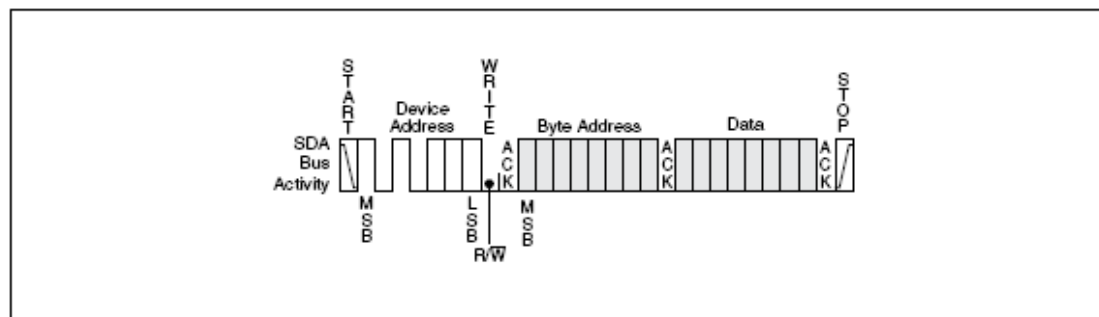 START
WRITE
STOP
Device
Address
Byte Address
Data
SDA
Bus
Activity
ACK
ACK
ACK
MSB
LSB
MSB
R/W̅